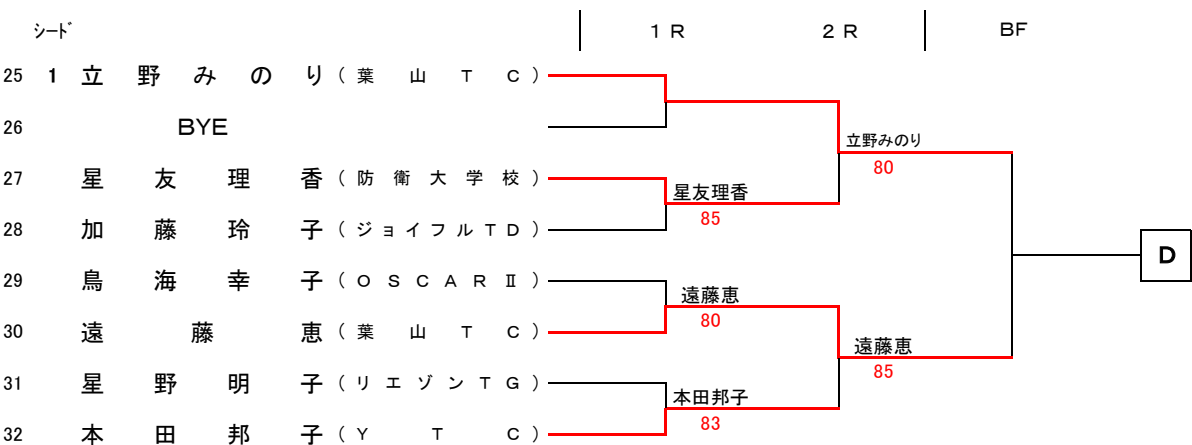 シード 1R 2R BF
25 1 立野みのり(葉山TC)
26 BYE
立野みのり
80
27 星友理香(防衛大学校)
星友理香
85
28 加藤玲子(ジョイフルTD)
D
29 鳥海幸子(OSCARⅡ)
遠藤恵
80
30 遠藤恵(葉山TC)
遠藤恵
85
31 星野明子(リエゾンTG)
本田邦子
83
32 本田邦子(YTC)